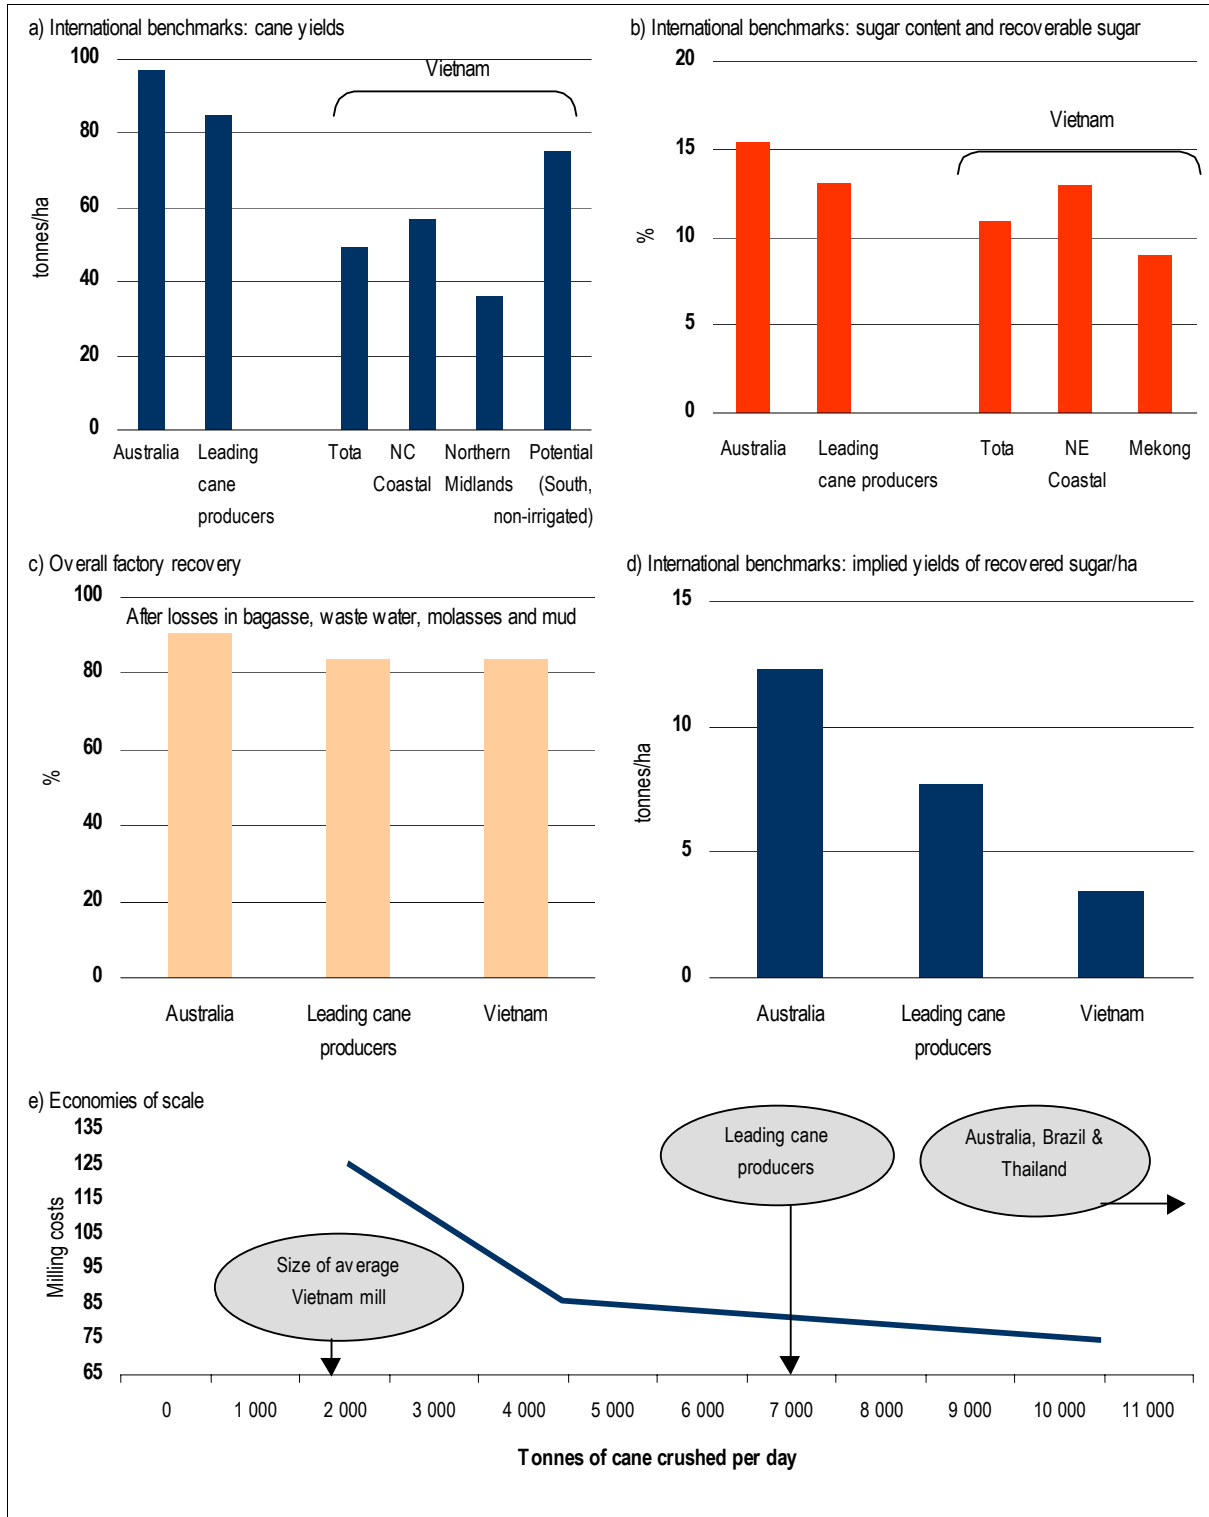 a) International benchmarks: cane yields
100
80
60
40
20
0
tonnes/ha
Vietnam
Australia Leading cane producers
Tota NC Coastal Northern Midlands Potential (South, non-irrigated)
b) International benchmarks: sugar content and recoverable sugar
20
15
10
5
0
%
Vietnam
Australia Leading cane producers
Tota NE Coastal Mekong
c) Overall factory recovery
100
After losses in bagasse, waste water, molasses and mud
80
60
40
20
0
%
Australia Leading cane producers Vietnam
d) International benchmarks: implied yields of recovered sugar/ha
15
10
5
0
tonnes/ha
Australia Leading cane producers Vietnam
e) Economies of scale
135
125
115
105
95
85
75
65
Milling costs
Size of average
Vietnam mill
Leading cane
producers
Australia, Brazil &
Thailand
0 1 000 2 000 3 000 4 000 5 000 6 000 7 000 8 000 9 000 10 000 11 000
Tonnes of cane crushed per day